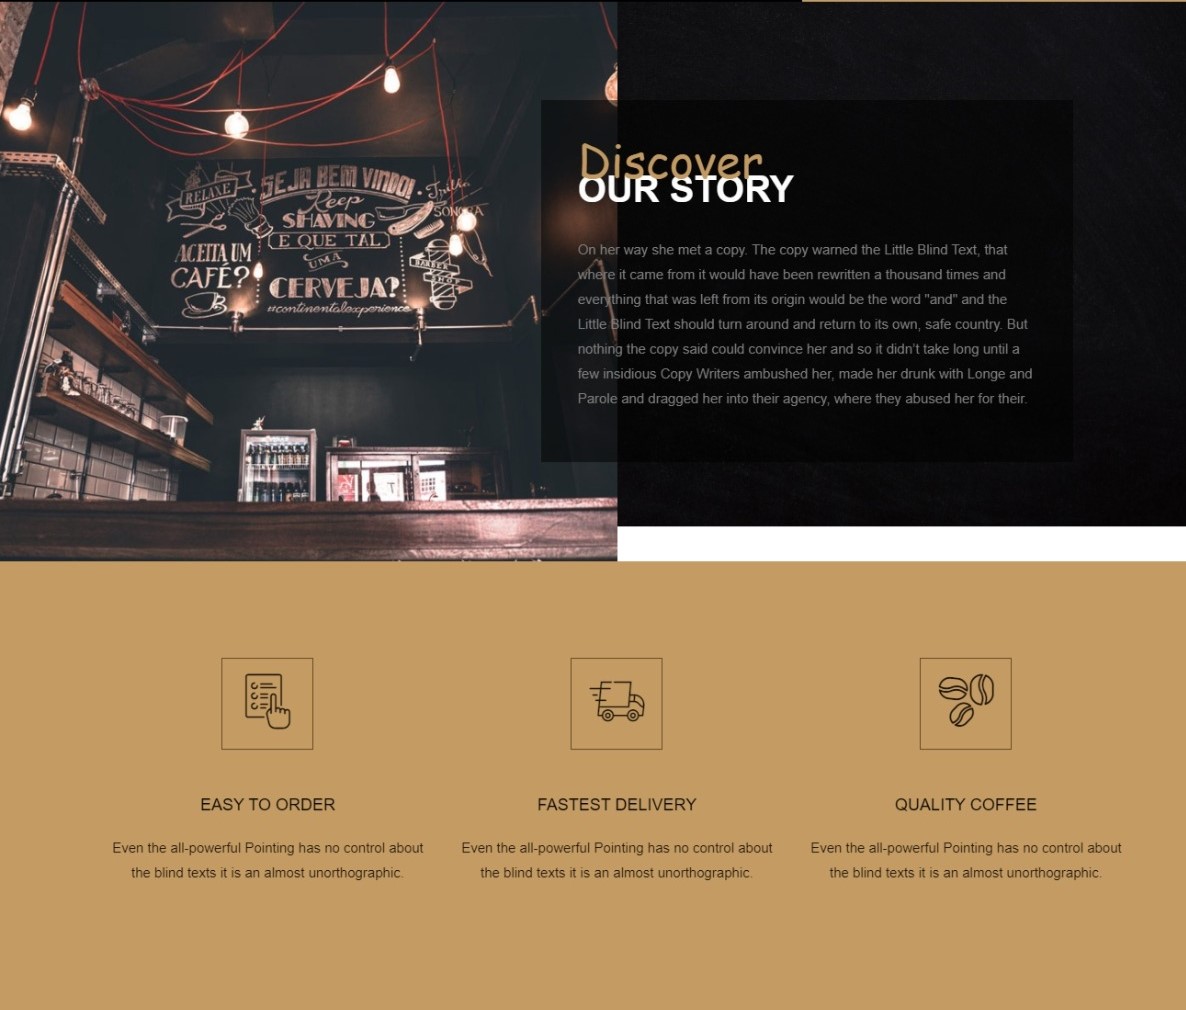 RELAXE
SEJA BEM VINDO!
Keep
SHAVING
E QUE TAL
UMA
CERVEJA?
#continentalexperience
ACEITA UM
CAFÉ?
BARBER
SHOP
Discover
OUR STORY
On her way she met a copy. The copy warned the Little Blind Text, that
where it came from it would have been rewritten a thousand times and
everything that was left from its origin would be the word "and" and the
Little Blind Text should turn around and return to its own, safe country. But
nothing the copy said could convince her and so it didn't take long until a
few insidious Copy Writers ambushed her, made her drunk with Longe and
Parole and dragged her into their agency, where they abused her for their.
EASY TO ORDER
Even the all-powerful Pointing has no control about
the blind texts it is an almost unorthographic.
FASTEST DELIVERY
Even the all-powerful Pointing has no control about
the blind texts it is an almost unorthographic.
QUALITY COFFEE
Even the all-powerful Pointing has no control about
the blind texts it is an almost unorthographic.